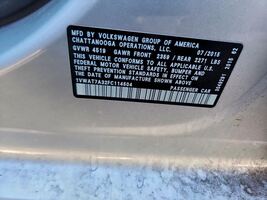 MFD. BY VOLKSWAGEN GROUP OF AMERICA
CHATTANOOGA OPERATIONS, LLC. 07/2015
GVWR 4519 GAWR FRONT 2369 / REAR 2271 LBS
THIS VEHICLE CONFORMS TO ALL APPLICABLE
FEDERAL MOTOR VEHICLE SAFETY, BUMPER AND
THEFT PREVENTION STANDARDS IN EFFECT ON THE
DATE OF MANUFACTURE SHOWN ABOVE.
1VWAT7A32FC114504
PASSENGER CAR